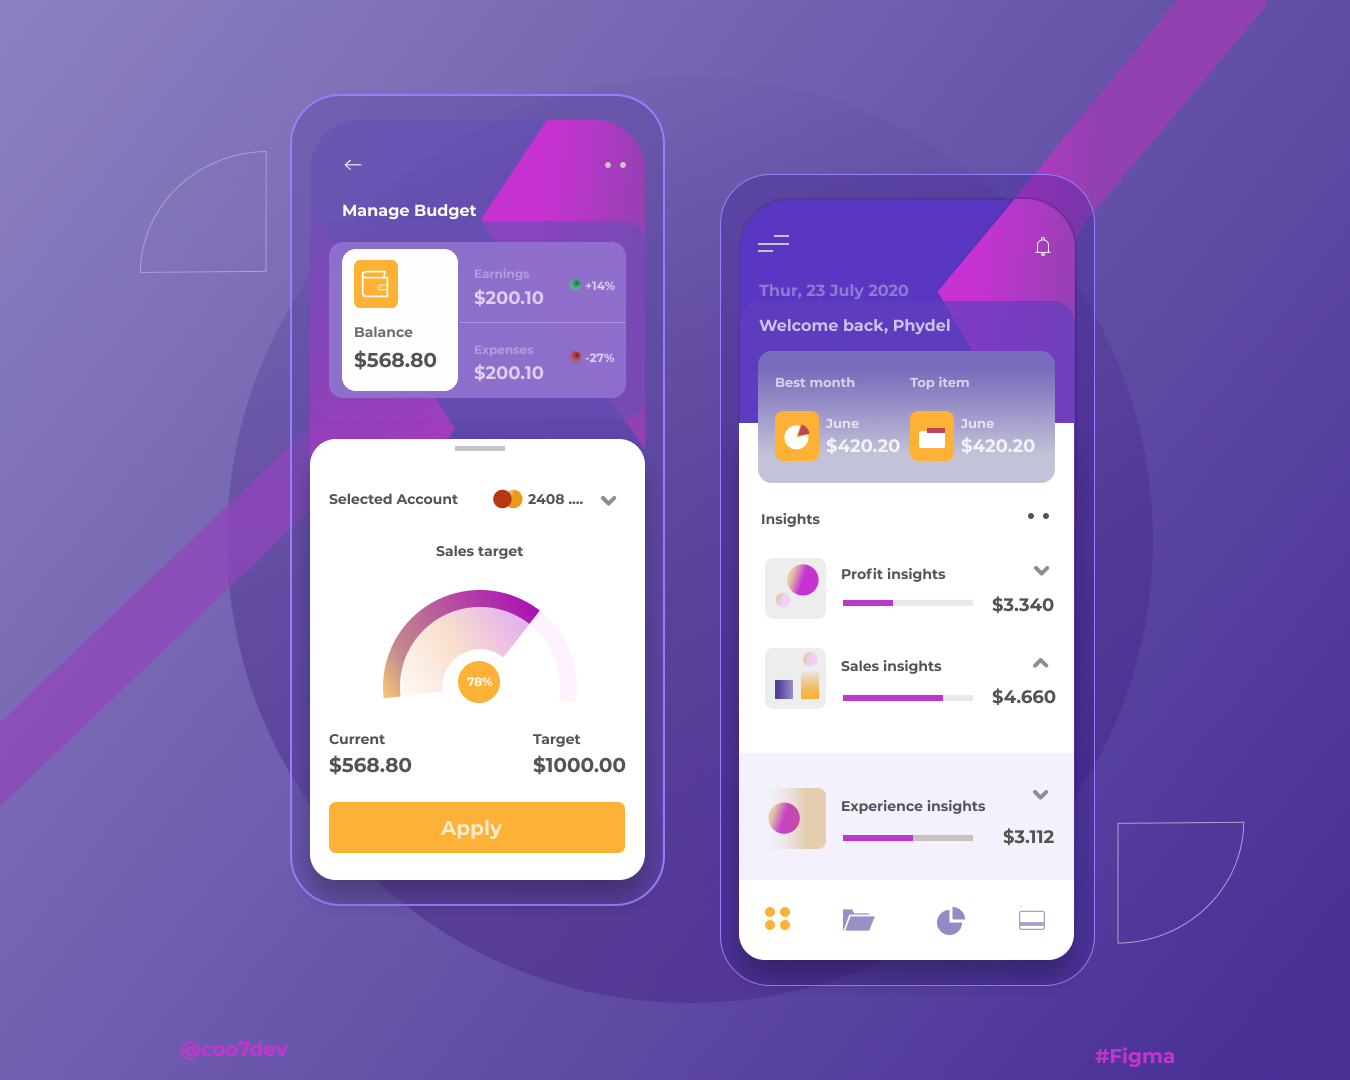 Manage Budget
Balance
$568.80
Earnings
$200.10
+14%
Expenses
$200.10
-27%
Selected Account
2408 ....
Sales target
78%
Current
$568.80
Target
$1000.00
Apply
Thur, 23 July 2020
Welcome back, Phydel
Best month
June
$420.20
Top item
June
$420.20
Insights
Profit insights
$3.340
Sales insights
$4.660
Experience insights
$3.112
@coo7dev
#Figma